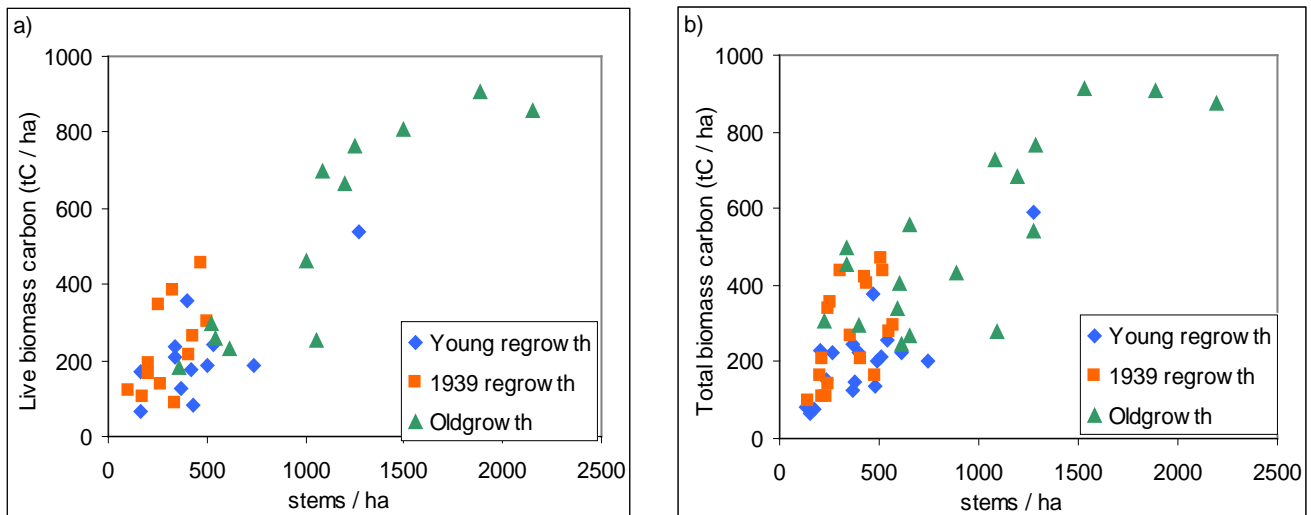 a)
Live biomass carbon (tC / ha)
1000
800
600
400
200
0
0 500 1000 1500 2000 2500
stems / ha
Young regrow th
1939 regrow th
Oldgrow th
b)
Total biomass carbon (tC / ha)
1000
800
600
400
200
0
0 500 1000 1500 2000 2500
stems / ha
Young regrow th
1939 regrow th
Oldgrow th